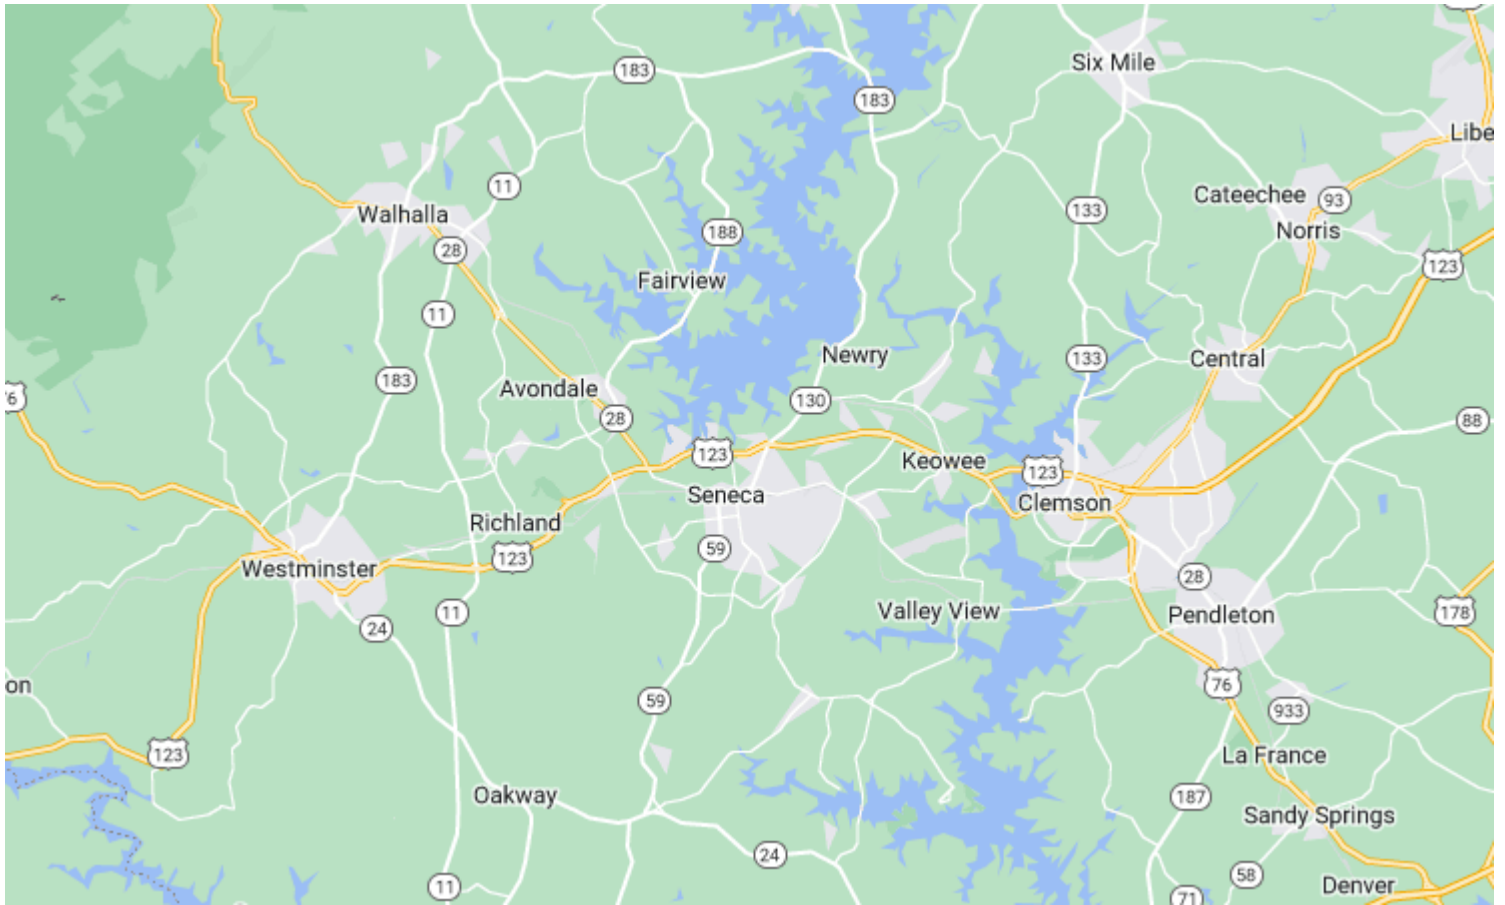 183
Six Mile
183
Libe
11
Cateechee
93
Walhalla
133
Norris
188
28
123
Fairview
11
Newry
133
Central
183
Avondale
76
130
28
88
123
Keowee
123
Seneca
Clemson
Richland
59
123
Westminster
28
11
Valley View
Pendleton
178
24
on
59
76
933
123
La France
Oakway
187
Sandy Springs
24
58
11
Denver
71